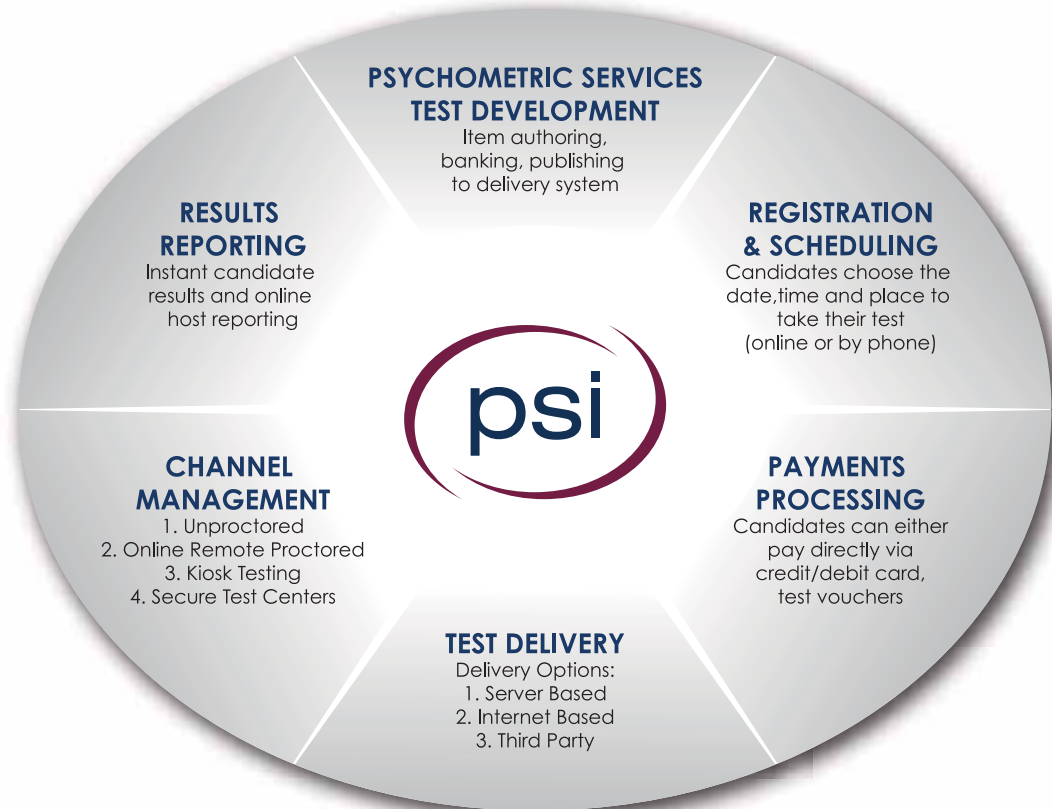 PSYCHOMETRIC SERVICES
TEST DEVELOPMENT
Item authoring,
banking, publishing
to delivery system
REGISTRATION
& SCHEDULING
Candidates choose the
date,time and place to
take their test
(online or by phone)
PAYMENTS
PROCESSING
Candidates can either
pay directly via
credit/debit card,
test vouchers
TEST DELIVERY
Delivery Options:
1. Server Based
2. Internet Based
3. Third Party
CHANNEL
MANAGEMENT
1. Unproctored
2. Online Remote Proctored
3. Kiosk Testing
4. Secure Test Centers
RESULTS
REPORTING
Instant candidate
results and online
host reporting
psi